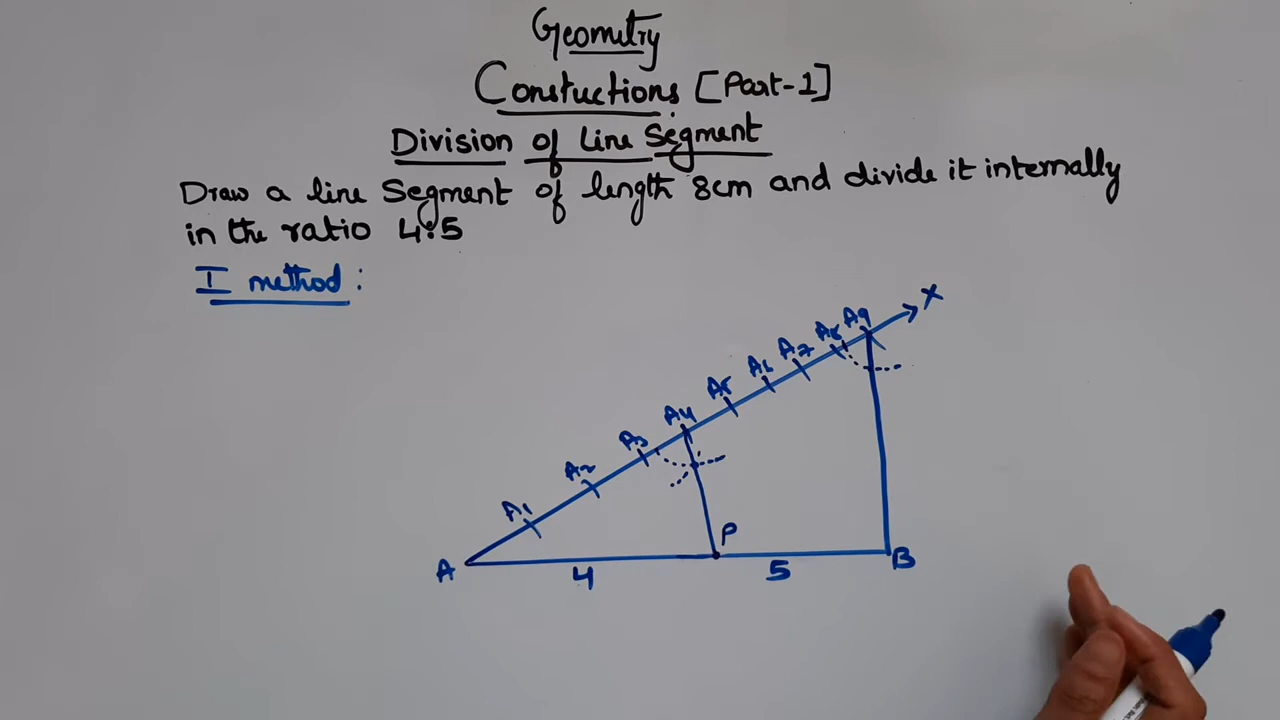 Geometry
Constuctions [Part-1]
Division of Line Segment
Draw a line Segment of length 8cm and divide it internally
in the ratio 4:5
I method:
X
A9
A8
A7
A6
A5
A4
A3
A2
A1
P
A
B
4
5